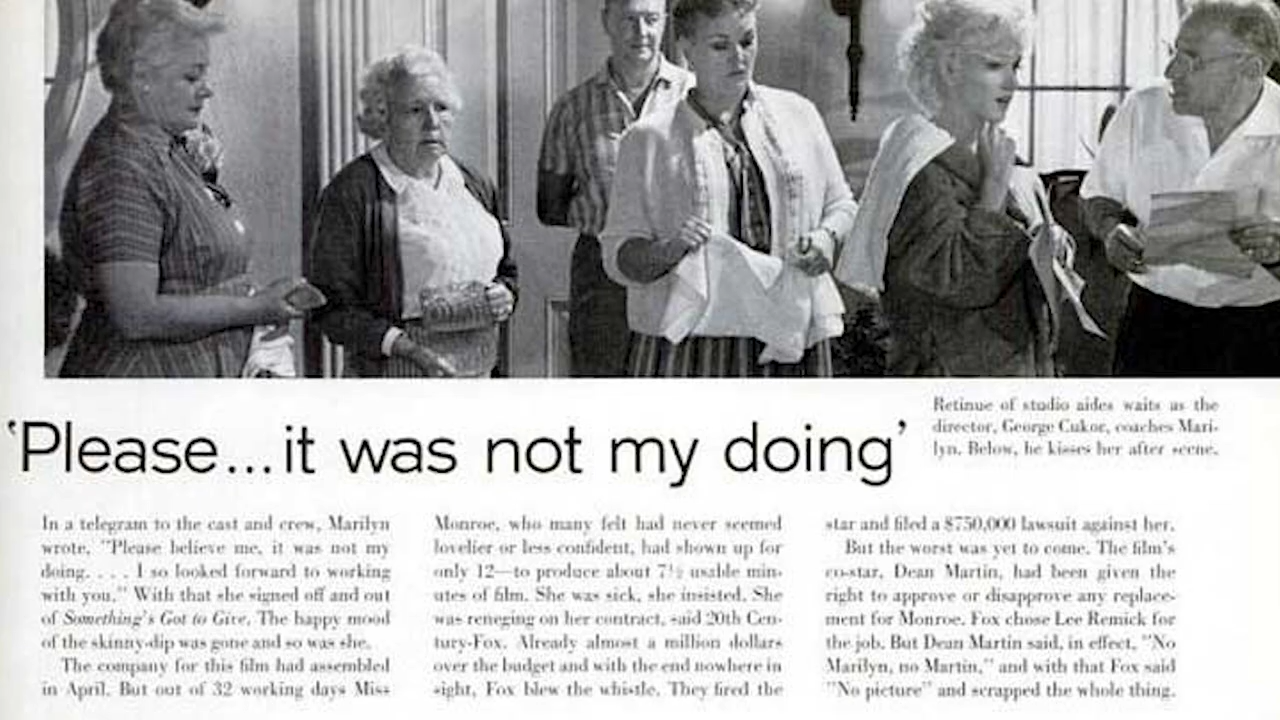 'Please...it was not my doing'
Retinue of studio aides waits as the
director, George Cukor, coaches Mari-
lyn. Below, he kisses her after scene.
In a telegram to the cast and crew, Marilyn
wrote, "Please believe me, it was not my
doing. . . . I so looked forward to working
with you." With that she signed off and out
of Something's Got to Give. The happy mood
of the skinny-dip was gone and so was she.
The company for this film had assembled
in April. But out of 32 working days Miss
Monroe, who many felt had never seemed
lovelier or less confident, had shown up for
only 12—to produce about 7½ usable min-
utes of film. She was sick, she insisted. She
was reneging on her contract, said 20th Cen-
tury-Fox. Already almost a million dollars
over the budget and with the end nowhere in
sight, Fox blew the whistle. They fired the
star and filed a $750,000 lawsuit against her.
But the worst was yet to come. The film's
co-star, Dean Martin, had been given the
right to approve or disapprove any replace-
ment for Monroe. Fox chose Lee Remick for
the job. But Dean Martin said, in effect, "No
Marilyn, no Martin," and with that Fox said
"No picture" and scrapped the whole thing.